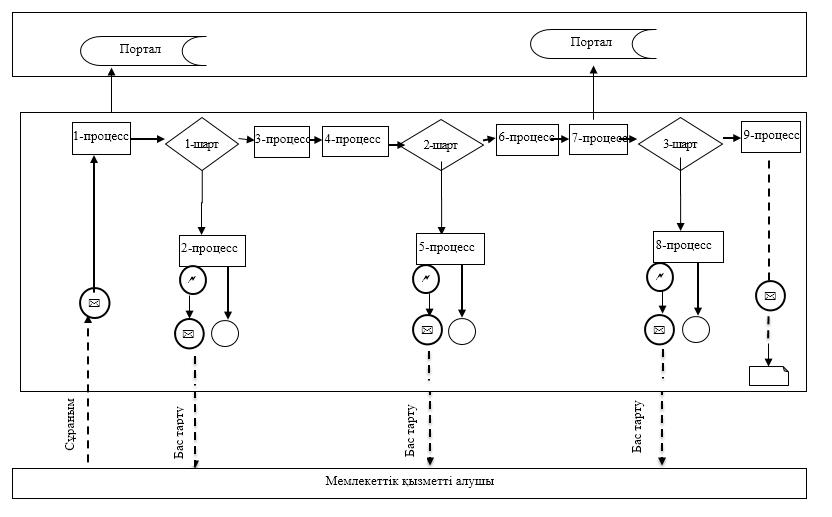 Портал
Портал
1-процесс
1-шарт
3-процесс
4-процесс
2-шарт
6-процесс
7-процесс
3-шарт
9-процесс
2-процесс
5-процесс
8-процесс
Сұраным
Бас тарту
Бас тарту
Бас тарту
Мемлекеттік қызметті алушы